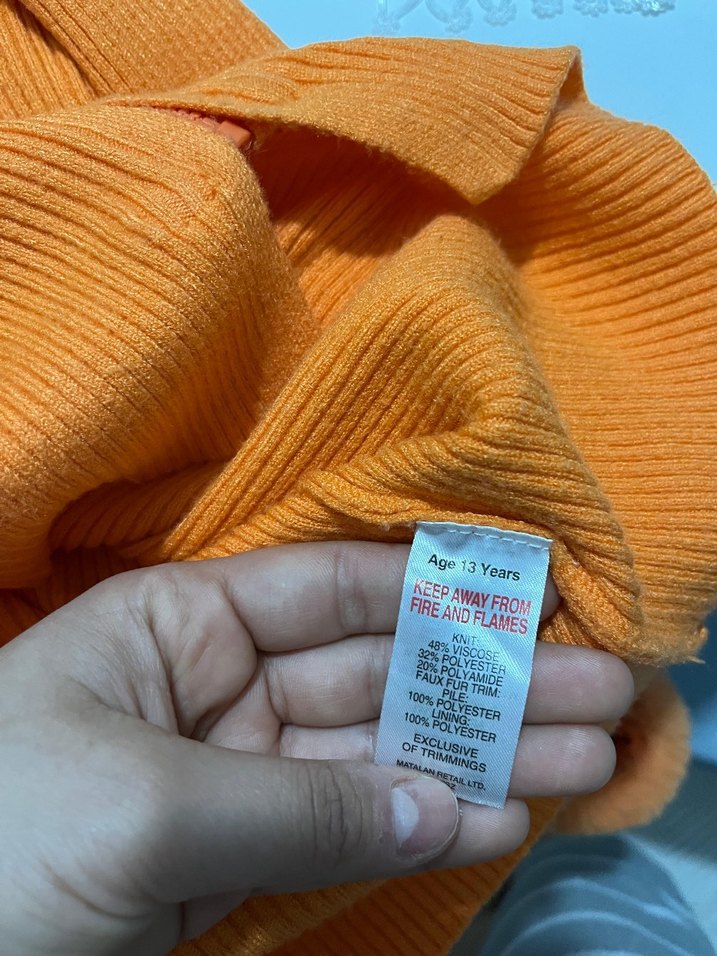 Age 13 Years
KEEP AWAY FROM
FIRE AND FLAMES
KNIT:
48% VISCOSE
32% POLYESTER
20% POLYAMIDE
FAUX FUR TRIM:
PILE:
100% POLYESTER
LINING:
100% POLYESTER
EXCLUSIVE
OF TRIMMINGS
MATALAN RETAIL LTD.